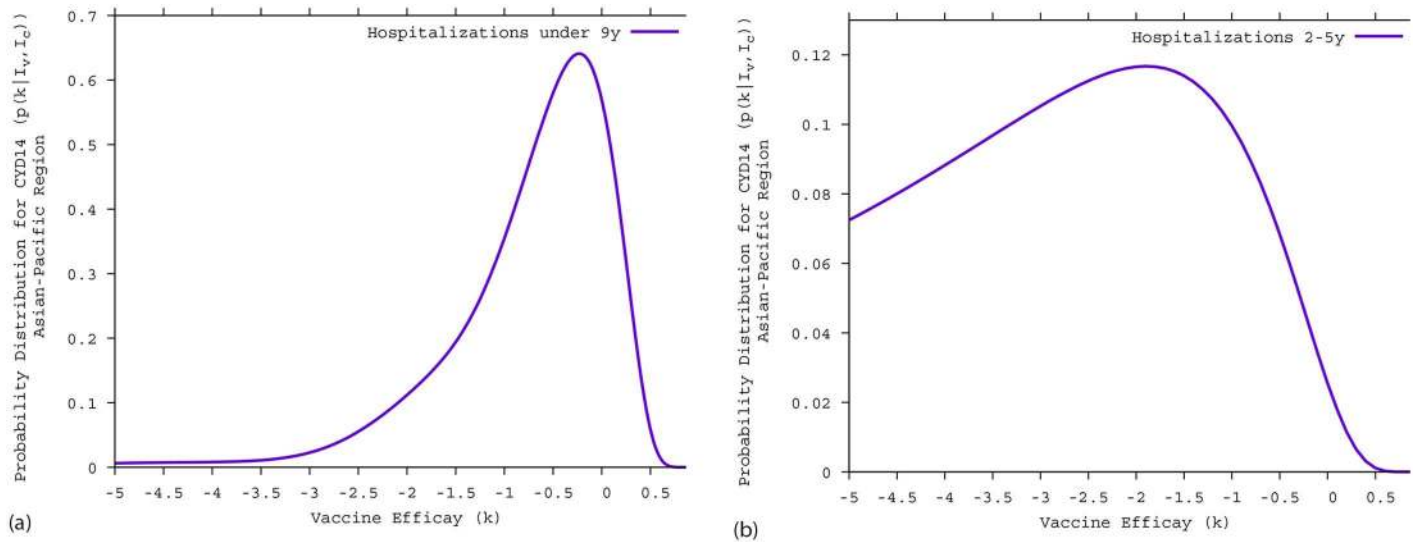 Probability Distribution for CYD14 (p(k|I_v,I_c))
Asian-Pacific Region
0.7
0.6
0.5
0.4
0.3
0.2
0.1
0
Hospitalizations under 9y
-5 -4.5 -4 -3.5 -3 -2.5 -2 -1.5 -1 -0.5 0 0.5
Vaccine Efficay (k)
(a)
Probability Distribution for CYD14 (p(k|I_v,I_c))
Asian-Pacific Region
0.12
0.1
0.08
0.06
0.04
0.02
0
Hospitalizations 2-5y
-5 -4.5 -4 -3.5 -3 -2.5 -2 -1.5 -1 -0.5 0 0.5
Vaccine Efficay (k)
(b)